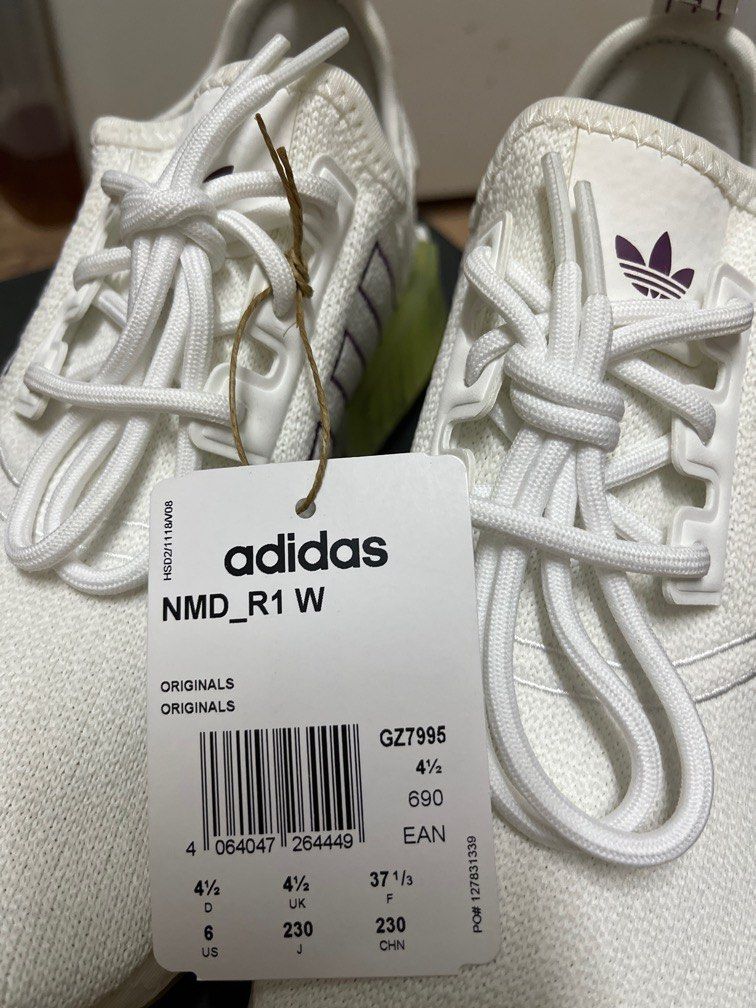 HSD2/1118/V08
adidas
NMD_R1 W
ORIGINALS
ORIGINALS
GZ7995
4½
690
EAN
4 064047 264449
4½ 4½ 37 1/3
D UK F
6 230 230
US J CHN
PO# 127831339